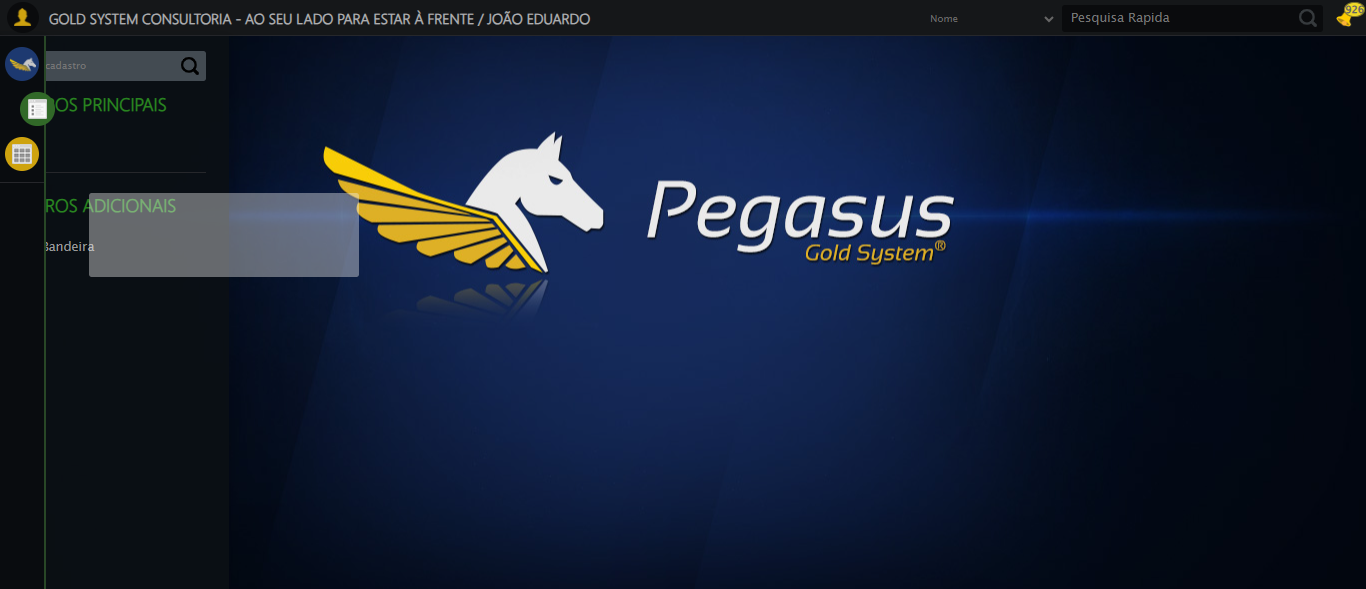 GOLD SYSTEM CONSULTORIA - AO SEU LADO PARA ESTAR À FRENTE / JOÃO EDUARDO
Nome
Pesquisa Rapida
926
cadastro
OS PRINCIPAIS
ROS ADICIONAIS
Bandeira
Pegasus
Gold System®